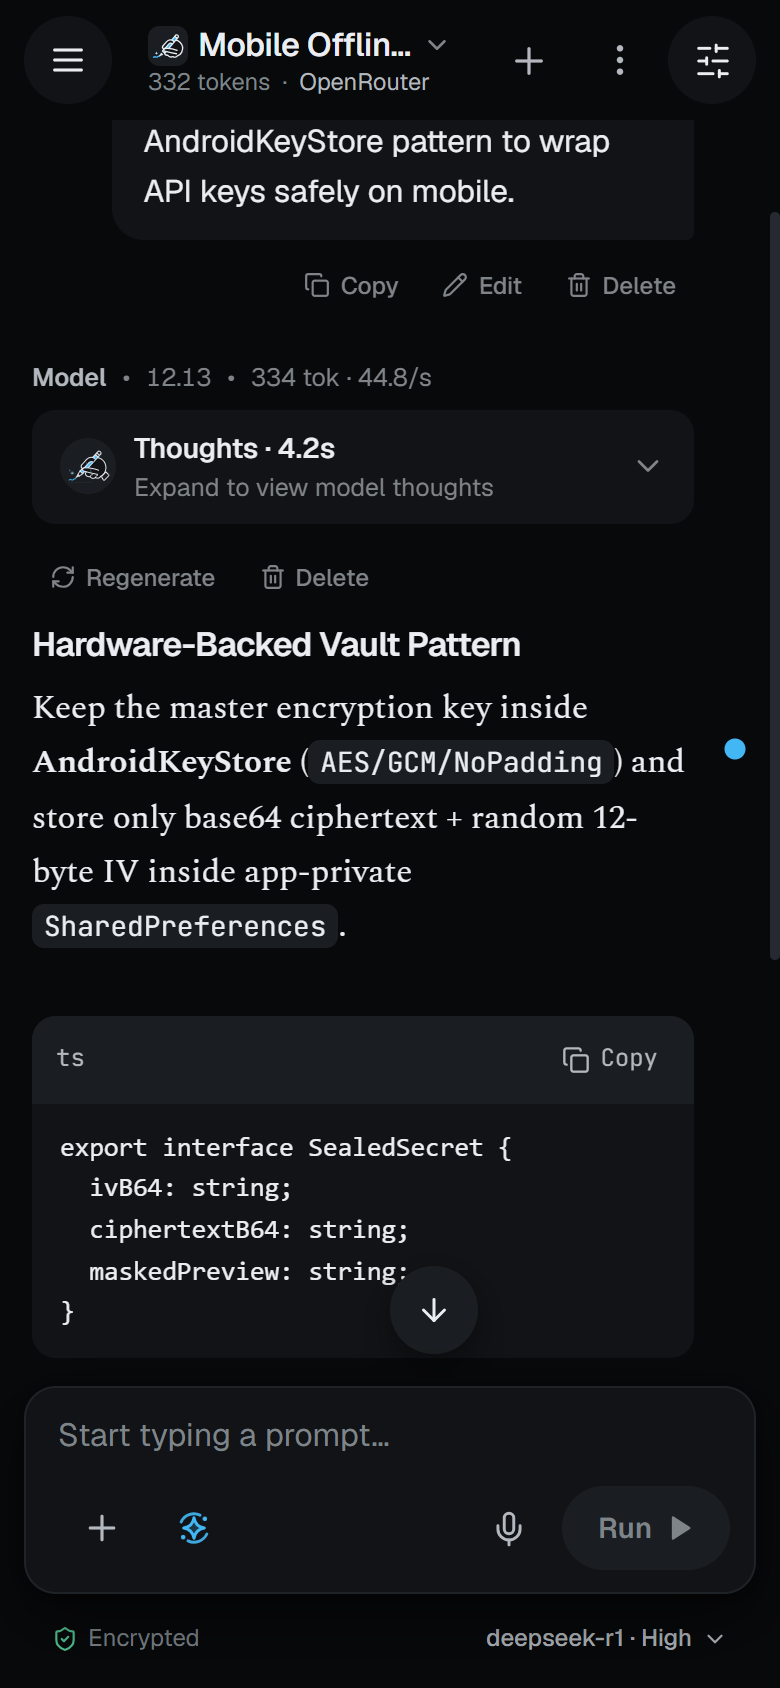 Mobile Offlin...
332 tokens · OpenRouter
AndroidKeyStore pattern to wrap
API keys safely on mobile.
Copy Edit Delete
Model • 12.13 • 334 tok · 44.8/s
Thoughts · 4.2s
Expand to view model thoughts
Regenerate Delete
Hardware-Backed Vault Pattern
Keep the master encryption key inside
AndroidKeyStore (AES/GCM/NoPadding) and
store only base64 ciphertext + random 12-
byte IV inside app-private
SharedPreferences.
ts Copy
export interface SealedSecret {
  ivB64: string;
  ciphertextB64: string;
  maskedPreview: string;
}
Start typing a prompt...
Run
Encrypted deepseek-r1 · High